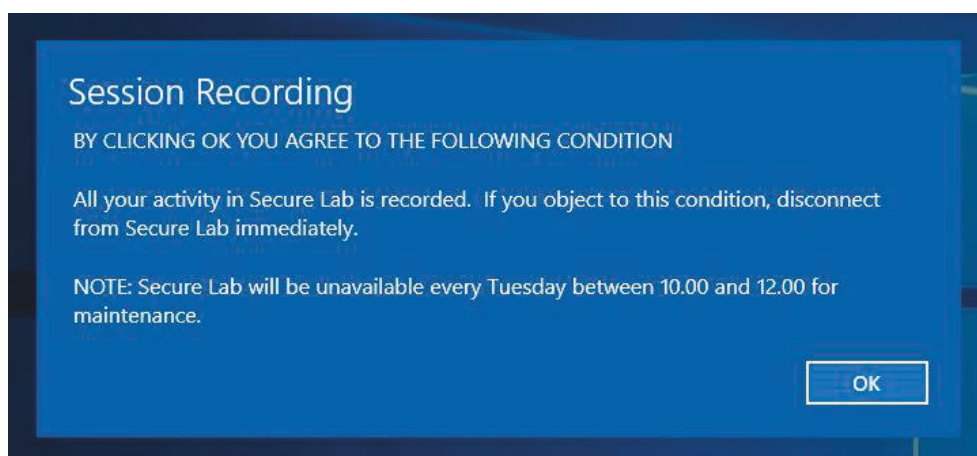 Session Recording
BY CLICKING OK YOU AGREE TO THE FOLLOWING CONDITION
All your activity in Secure Lab is recorded.  If you object to this condition, disconnect
from Secure Lab immediately.
NOTE: Secure Lab will be unavailable every Tuesday between 10.00 and 12.00 for
maintenance.
OK